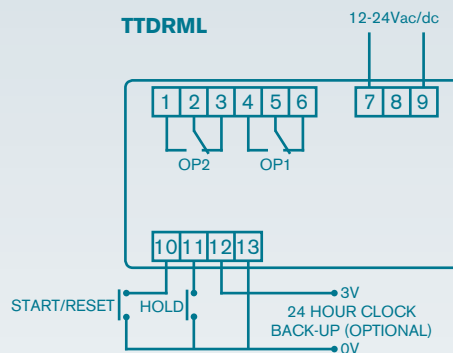 TTDRML
12-24Vac/dc
1 2 3 4 5 6
7 8 9
OP2
OP1
10 11 12 13
START/RESET
HOLD
3V
24 HOUR CLOCK
BACK-UP (OPTIONAL)
0V